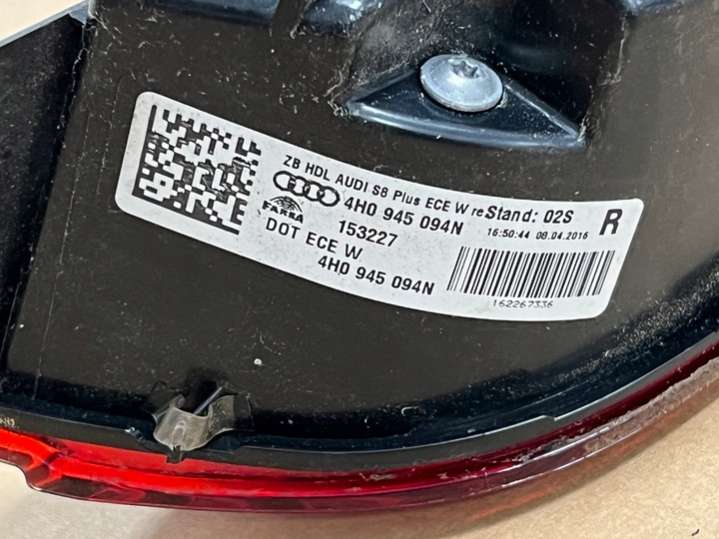 ZB HDL AUDI S8 Plus ECE W re Stand: 02S
4H0 945 094N
16:50:44 08.04.2016
R
FARBA
153227
DOT ECE W
4H0 945 094N
162267336